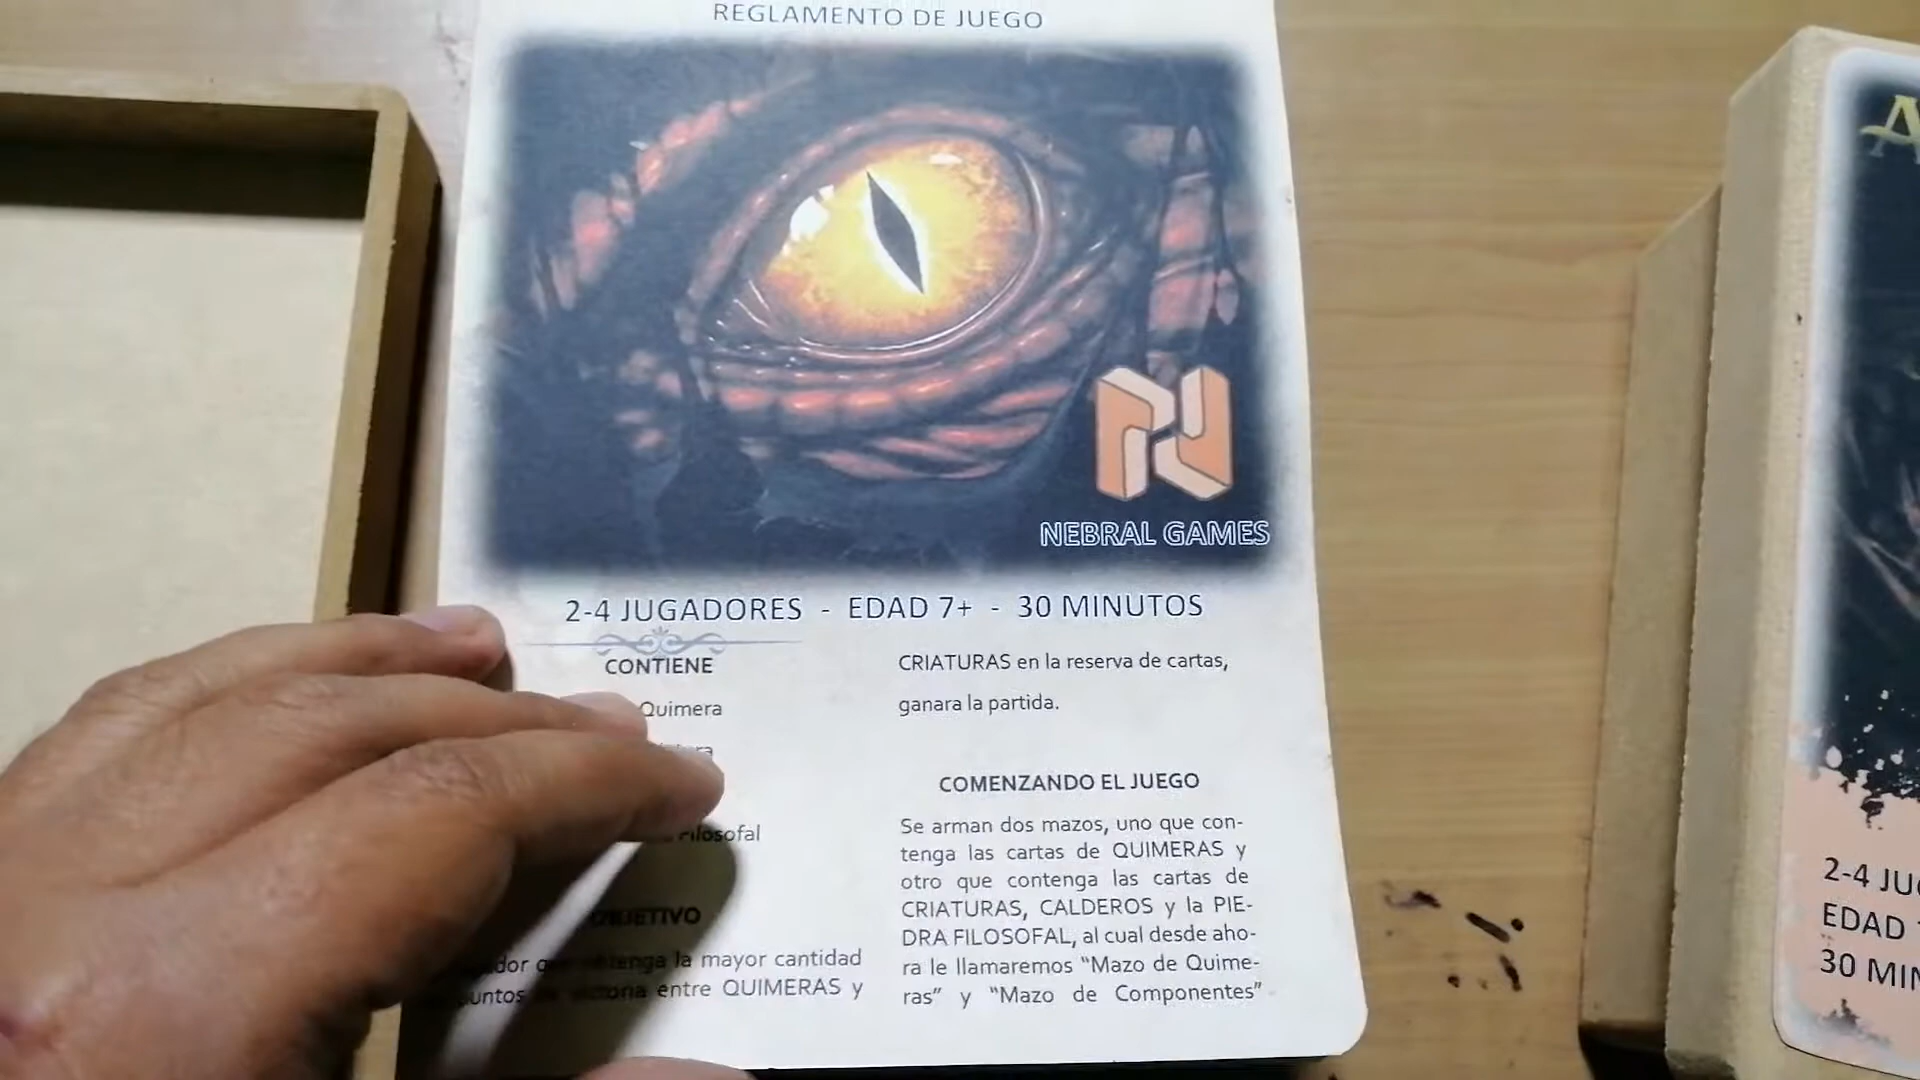 REGLAMENTO DE JUEGO
NEBRAL GAMES
2-4 JUGADORES - EDAD 7+ - 30 MINUTOS
CONTIENE
Quimera
Filosofal
OBJETIVO
la mayor cantidad
entre QUIMERAS y
CRIATURAS en la reserva de cartas,
ganara la partida.
COMENZANDO EL JUEGO
Se arman dos mazos, uno que con-
tenga las cartas de QUIMERAS y
otro que contenga las cartas de
CRIATURAS, CALDEROS y la PIE-
DRA FILOSOFAL, al cual desde aho-
ra le llamaremos “Mazo de Quime-
ras” y “Mazo de Componentes”
A
2-4 JU
EDAD
30 MIN